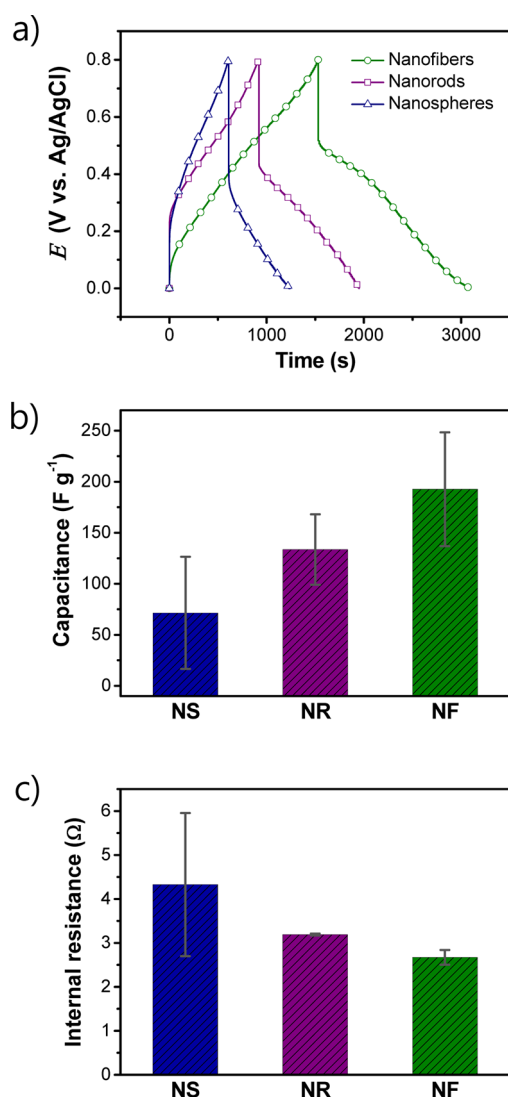 a)
E (V vs. Ag/AgCl)
0.8
0.6
0.4
0.2
0.0
Nanofibers
Nanorods
Nanospheres
0 1000 2000 3000
Time (s)
b)
Capacitance (F g⁻¹)
250
200
150
100
50
0
NS NR NF
c)
Internal resistance (Ω)
6
5
4
3
2
1
0
NS NR NF